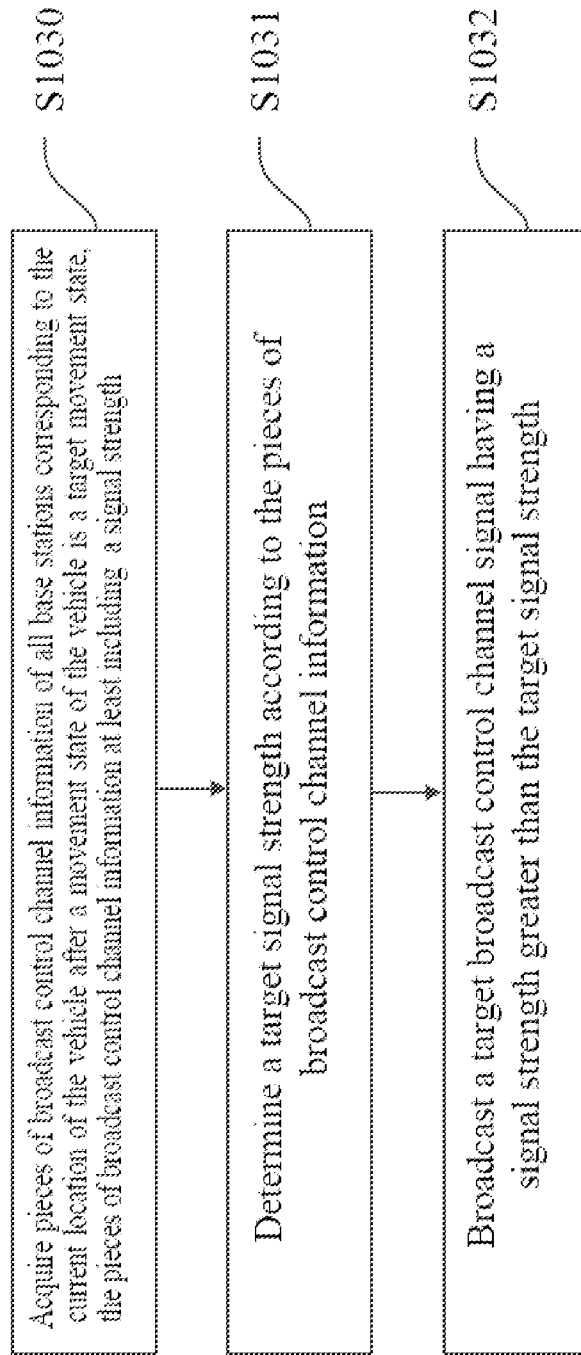 Acquire pieces of broadcast control channel information of all base stations corresponding to the
current location of the vehicle after a movement state of the vehicle is a target movement state,
the pieces of broadcast control channel information at least including a signal strength
S1030
Determine a target signal strength according to the pieces of
broadcast control channel information
S1031
Broadcast a target broadcast control channel signal having a
signal strength greater than the target signal strength
S1032